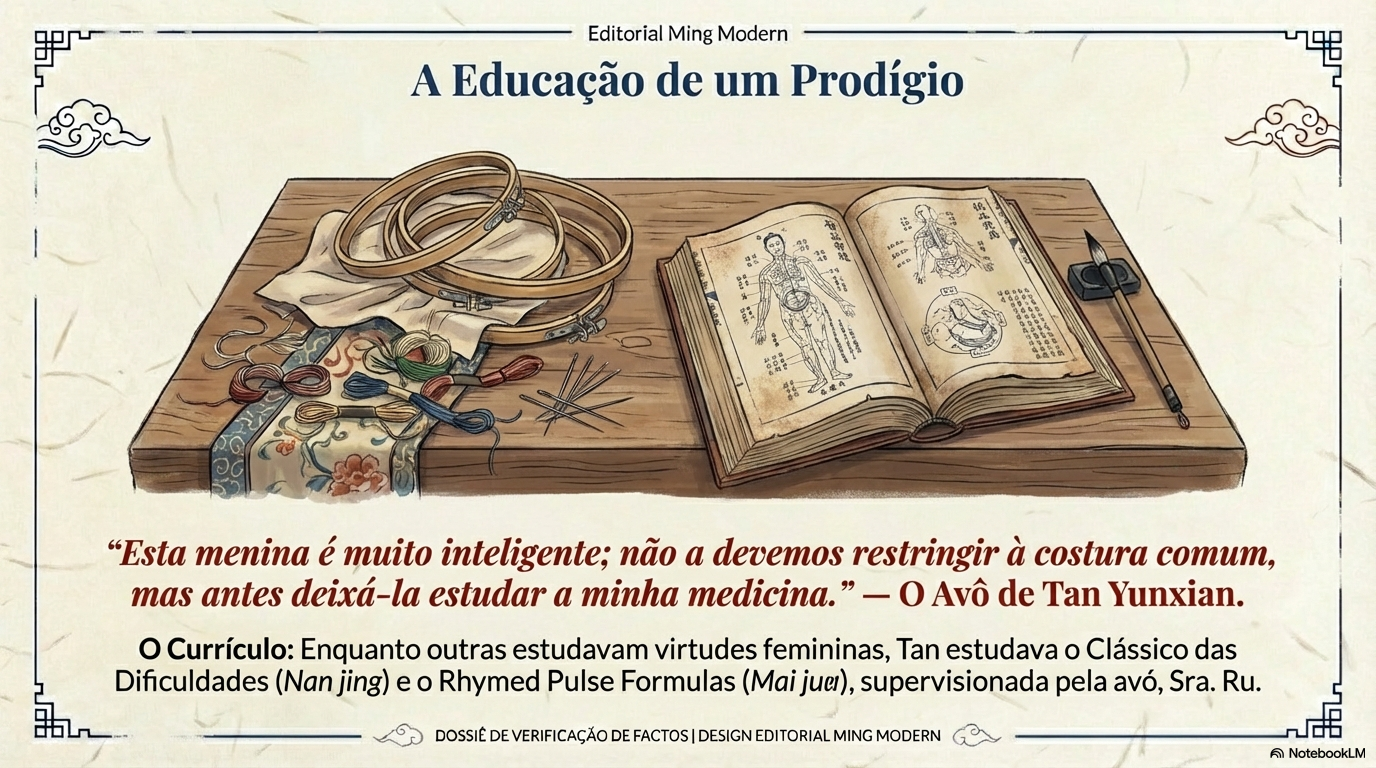 Editorial Ming Modern
A Educação de um Prodígio
“Esta menina é muito inteligente; não a devemos restringir à costura comum,
mas antes deixá-la estudar a minha medicina.” — O Avô de Tan Yunxian.
O Currículo: Enquanto outras estudavam virtudes femininas, Tan estudava o Clássico das
Dificuldades (Nan jing) e o Rhymed Pulse Formulas (Mai jue), supervisionada pela avó, Sra. Ru.
DOSSIÊ DE VERIFICAÇÃO DE FACTOS | DESIGN EDITORIAL MING MODERN
NotebookLM